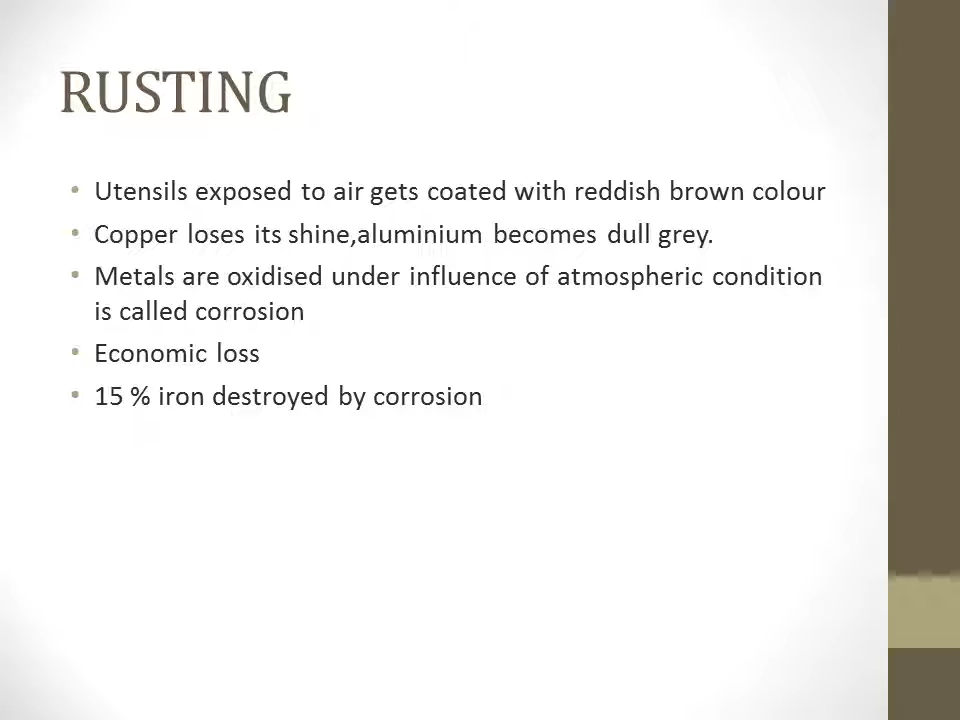 RUSTING
• Utensils exposed to air gets coated with reddish brown colour
• Copper loses its shine,aluminium becomes dull grey.
• Metals are oxidised under influence of atmospheric condition
is called corrosion
• Economic loss
• 15 % iron destroyed by corrosion